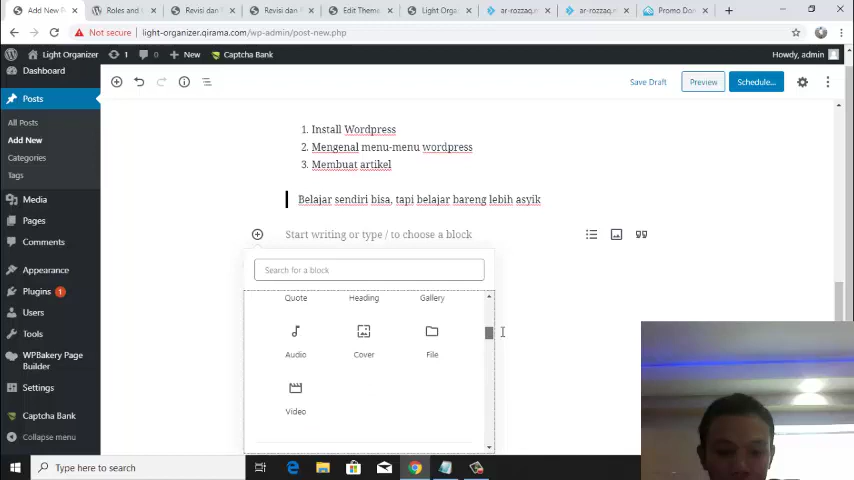 Add New P
Roles and
Revisi dan
Revisi dan
Edit Theme
Light Orga
ar-rozzaq.m
ar-rozzaq.
Promo Do
Not secure
light-organizer.qirama.com/wp-admin/post-new.php
Light Organizer
1
0
New
Captcha Bank
Howdy, admin
Dashboard
Posts
All Posts
Add New
Categories
Tags
Media
Pages
Comments
Appearance
Plugins 1
Users
Tools
WPBakery Page
Builder
Settings
Captcha Bank
Collapse menu
Save Draft
Preview
Schedule...
1. Install Wordpress
2. Mengenal menu-menu wordpress
3. Membuat artikel
Belajar sendiri bisa, tapi belajar bareng lebih asyik
Start writing or type / to choose a block
Search for a block
Quote
Heading
Gallery
Audio
Cover
File
Video
Type here to search